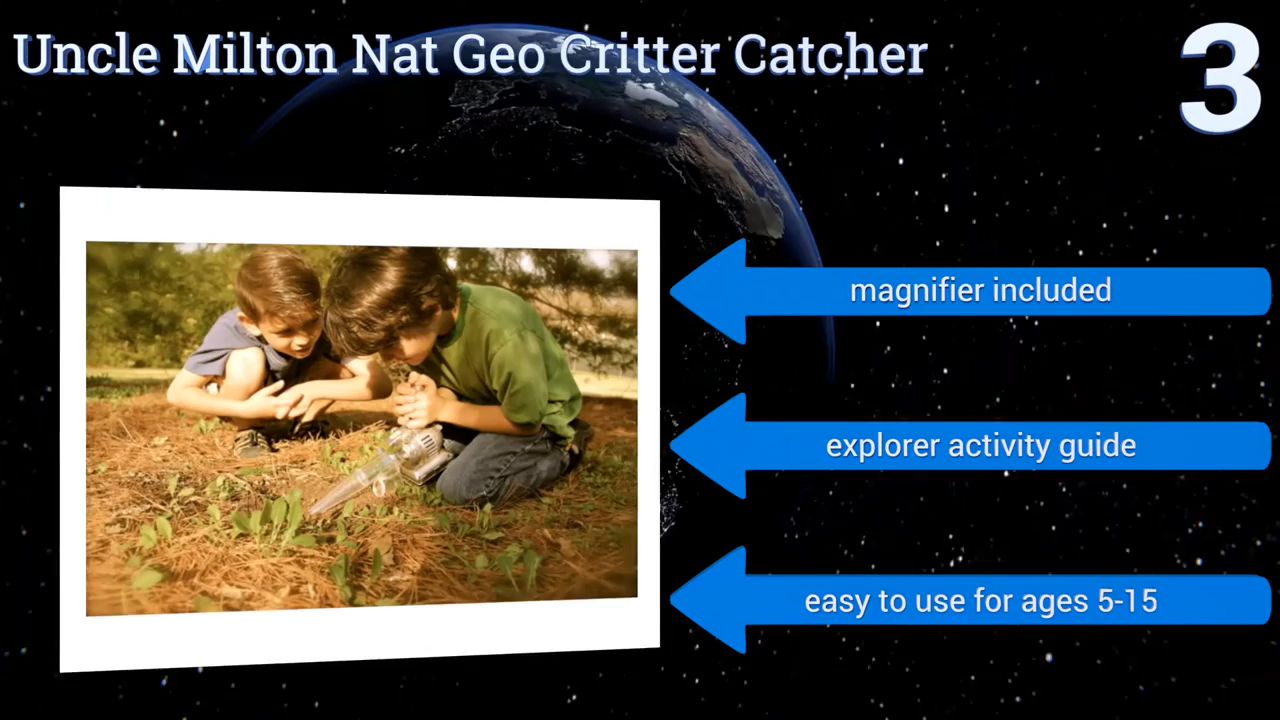 Uncle Milton Nat Geo Critter Catcher
3
magnifier included
explorer activity guide
easy to use for ages 5-15